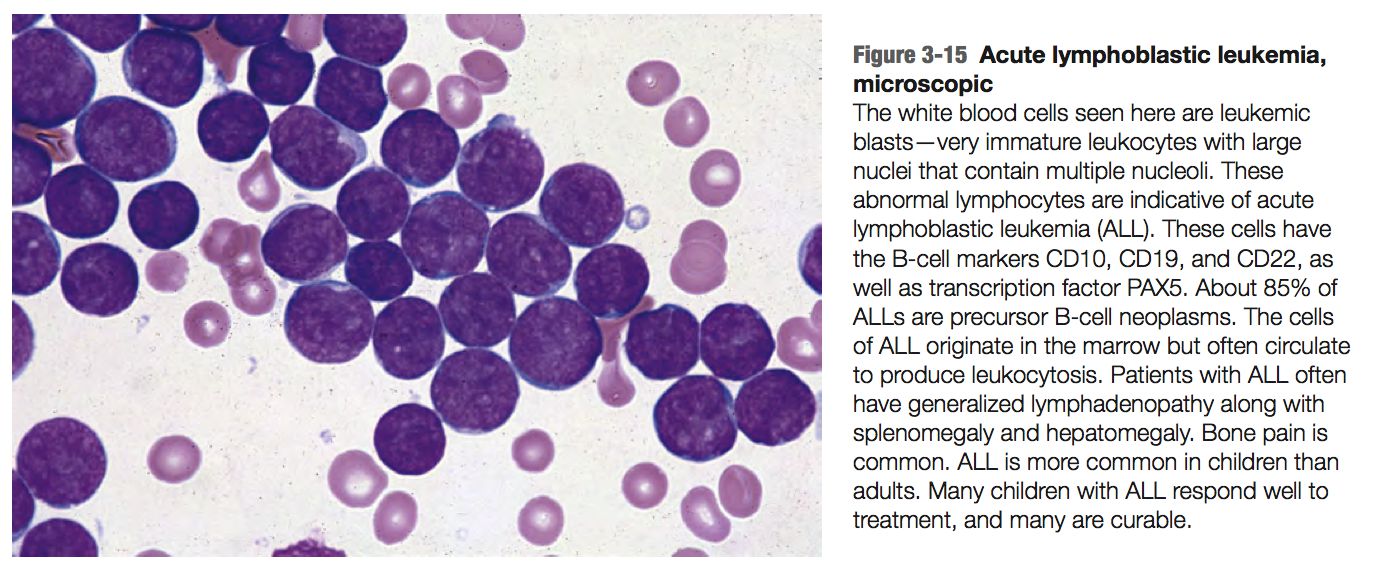 Figure 3-15 Acute lymphoblastic leukemia,
microscopic
The white blood cells seen here are leukemic
blasts—very immature leukocytes with large
nuclei that contain multiple nucleoli. These
abnormal lymphocytes are indicative of acute
lymphoblastic leukemia (ALL). These cells have
the B-cell markers CD10, CD19, and CD22, as
well as transcription factor PAX5. About 85% of
ALLs are precursor B-cell neoplasms. The cells
of ALL originate in the marrow but often circulate
to produce leukocytosis. Patients with ALL often
have generalized lymphadenopathy along with
splenomegaly and hepatomegaly. Bone pain is
common. ALL is more common in children than
adults. Many children with ALL respond well to
treatment, and many are curable.